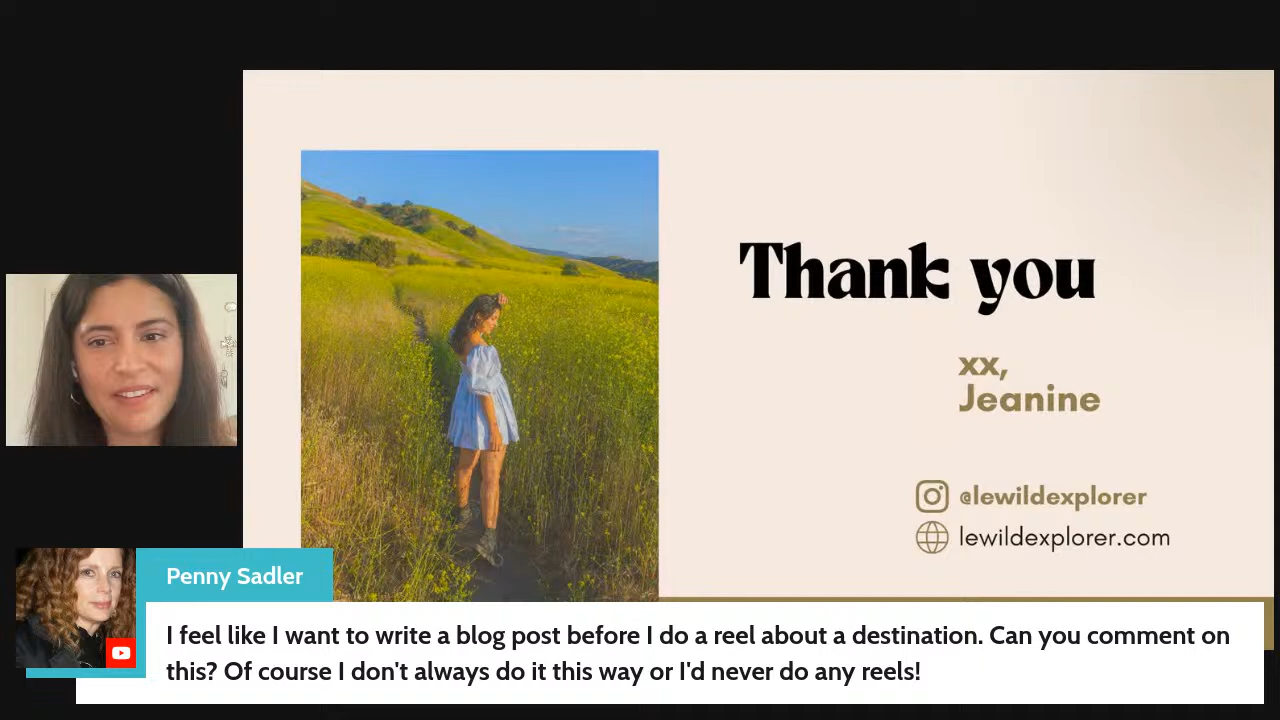 Thank you
xx,
Jeanine
@lewildexplorer
lewildexplorer.com
Penny Sadler
I feel like I want to write a blog post before I do a reel about a destination. Can you comment on
this? Of course I don't always do it this way or I'd never do any reels!